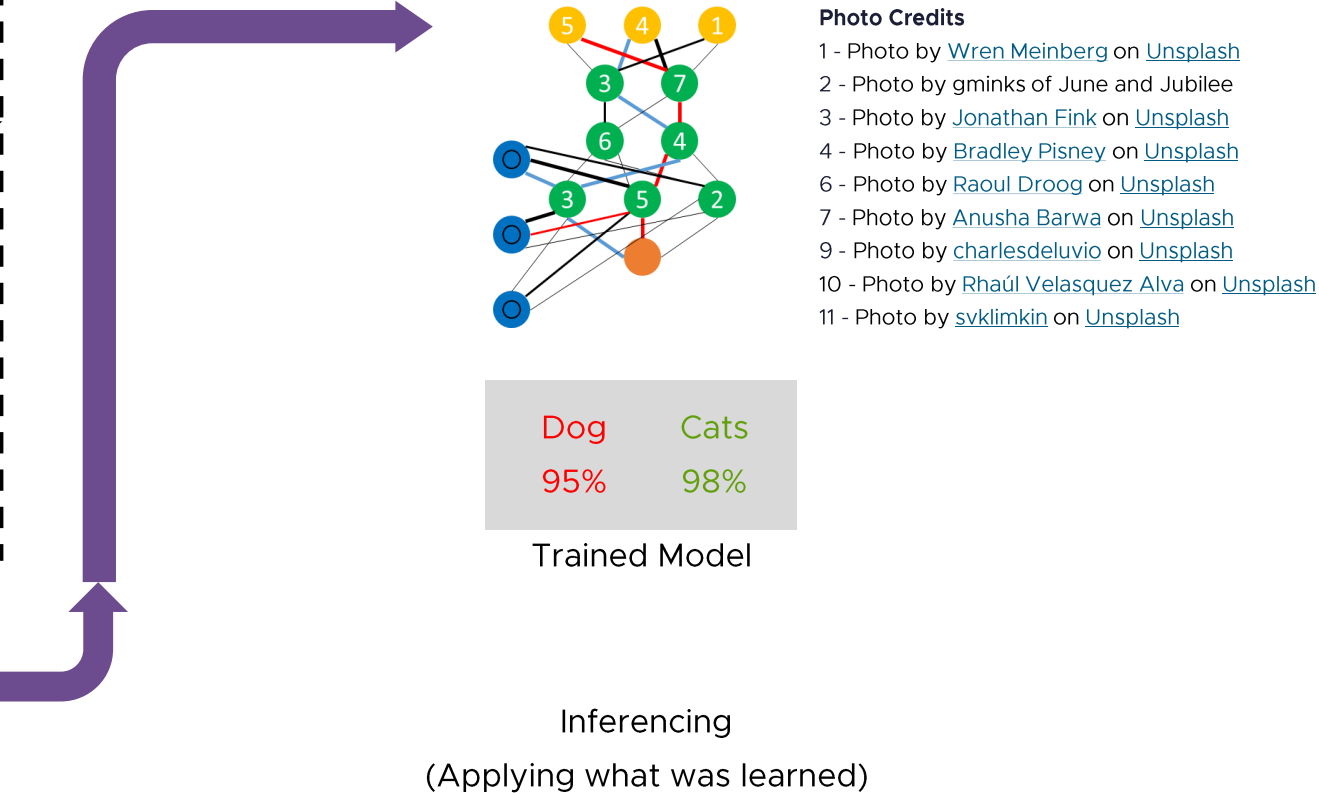 5 4 1
3 7
6 4
3 5 2
Photo Credits
1 - Photo by Wren Meinberg on Unsplash
2 - Photo by gminks of June and Jubilee
3 - Photo by Jonathan Fink on Unsplash
4 - Photo by Bradley Pisney on Unsplash
6 - Photo by Raoul Droog on Unsplash
7 - Photo by Anusha Barwa on Unsplash
9 - Photo by charlesdeluvio on Unsplash
10 - Photo by Rhaúl Velasquez Alva on Unsplash
11 - Photo by svklimkin on Unsplash
Dog Cats
95% 98%
Trained Model
Inferencing
(Applying what was learned)